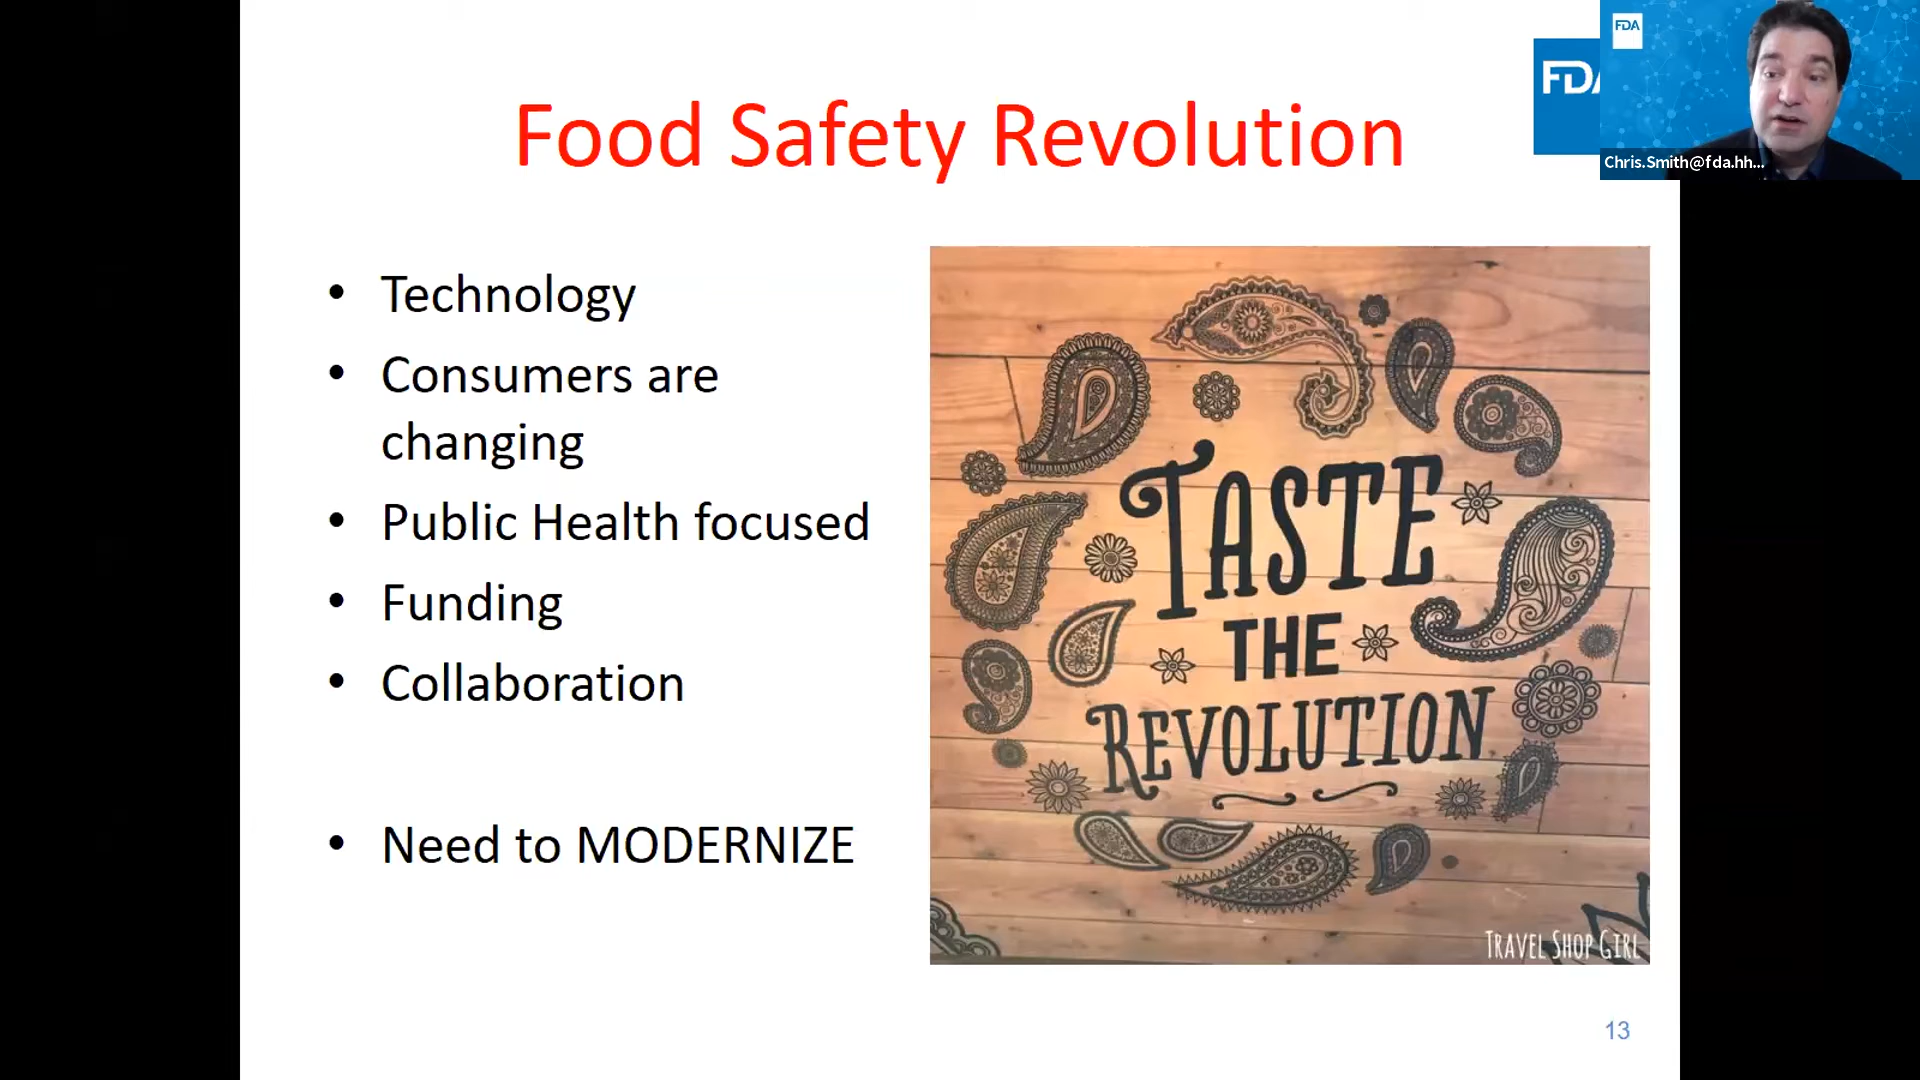 Food Safety Revolution
FDA
FDA
Chris.Smith@fda.hh...
• Technology
• Consumers are
changing
• Public Health focused
• Funding
• Collaboration
• Need to MODERNIZE
TASTE
THE
REVOLUTION
TRAVEL SHOP GIRL
13